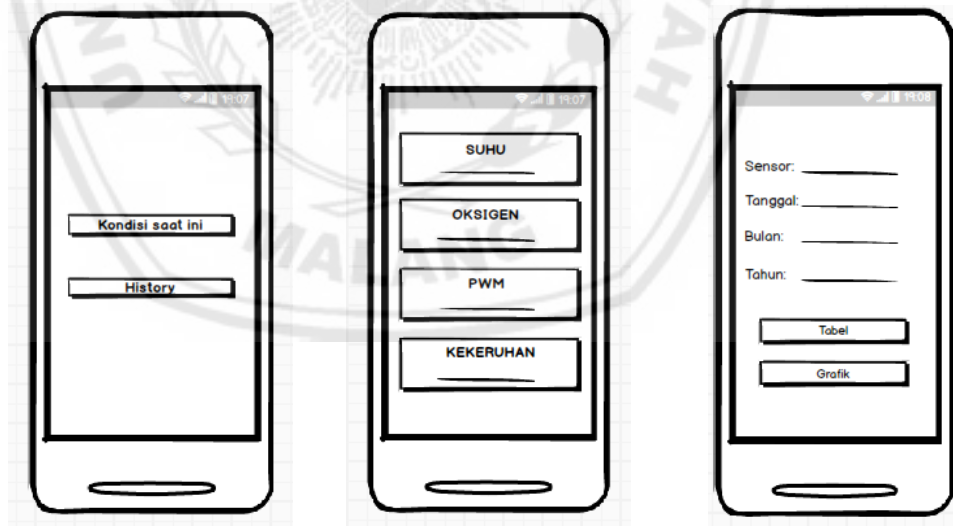 19:07
Kondisi saat ini
History
19:07
SUHU
OKSIGEN
PWM
KEKERUHAN
19:08
Sensor:
Tanggal:
Bulan:
Tahun:
Tabel
Grafik
MALANG